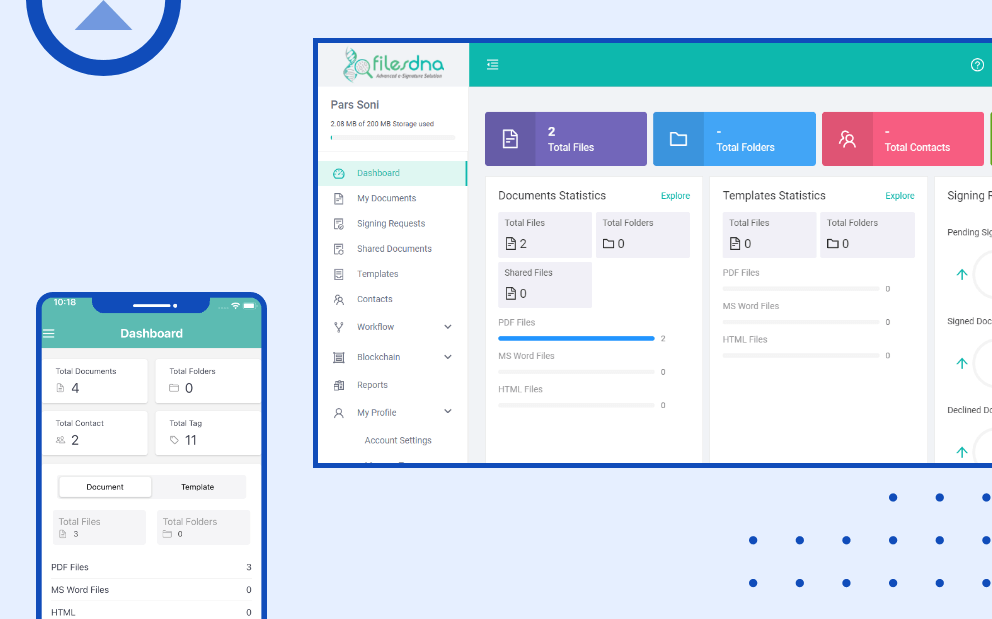 filesdna
Advanced e-Signature Solution
Pars Soni
2.08 MB of 200 MB Storage used
Dashboard
My Documents
Signing Requests
Shared Documents
Templates
Contacts
Workflow
Blockchain
Reports
My Profile
Account Settings
2
Total Files
-
Total Folders
-
Total Contacts
Documents Statistics
Explore
Total Files
2
Total Folders
0
Shared Files
0
PDF Files
2
MS Word Files
0
HTML Files
0
Templates Statistics
Explore
Total Files
0
Total Folders
0
PDF Files
0
MS Word Files
0
HTML Files
0
Signing
Pending Sig
Signed Doc
Declined Do
10:18
Dashboard
Total Documents
4
Total Folders
0
Total Contact
2
Total Tag
11
Document
Template
Total Files
3
Total Folders
0
PDF Files 3
MS Word Files 0
HTML 0